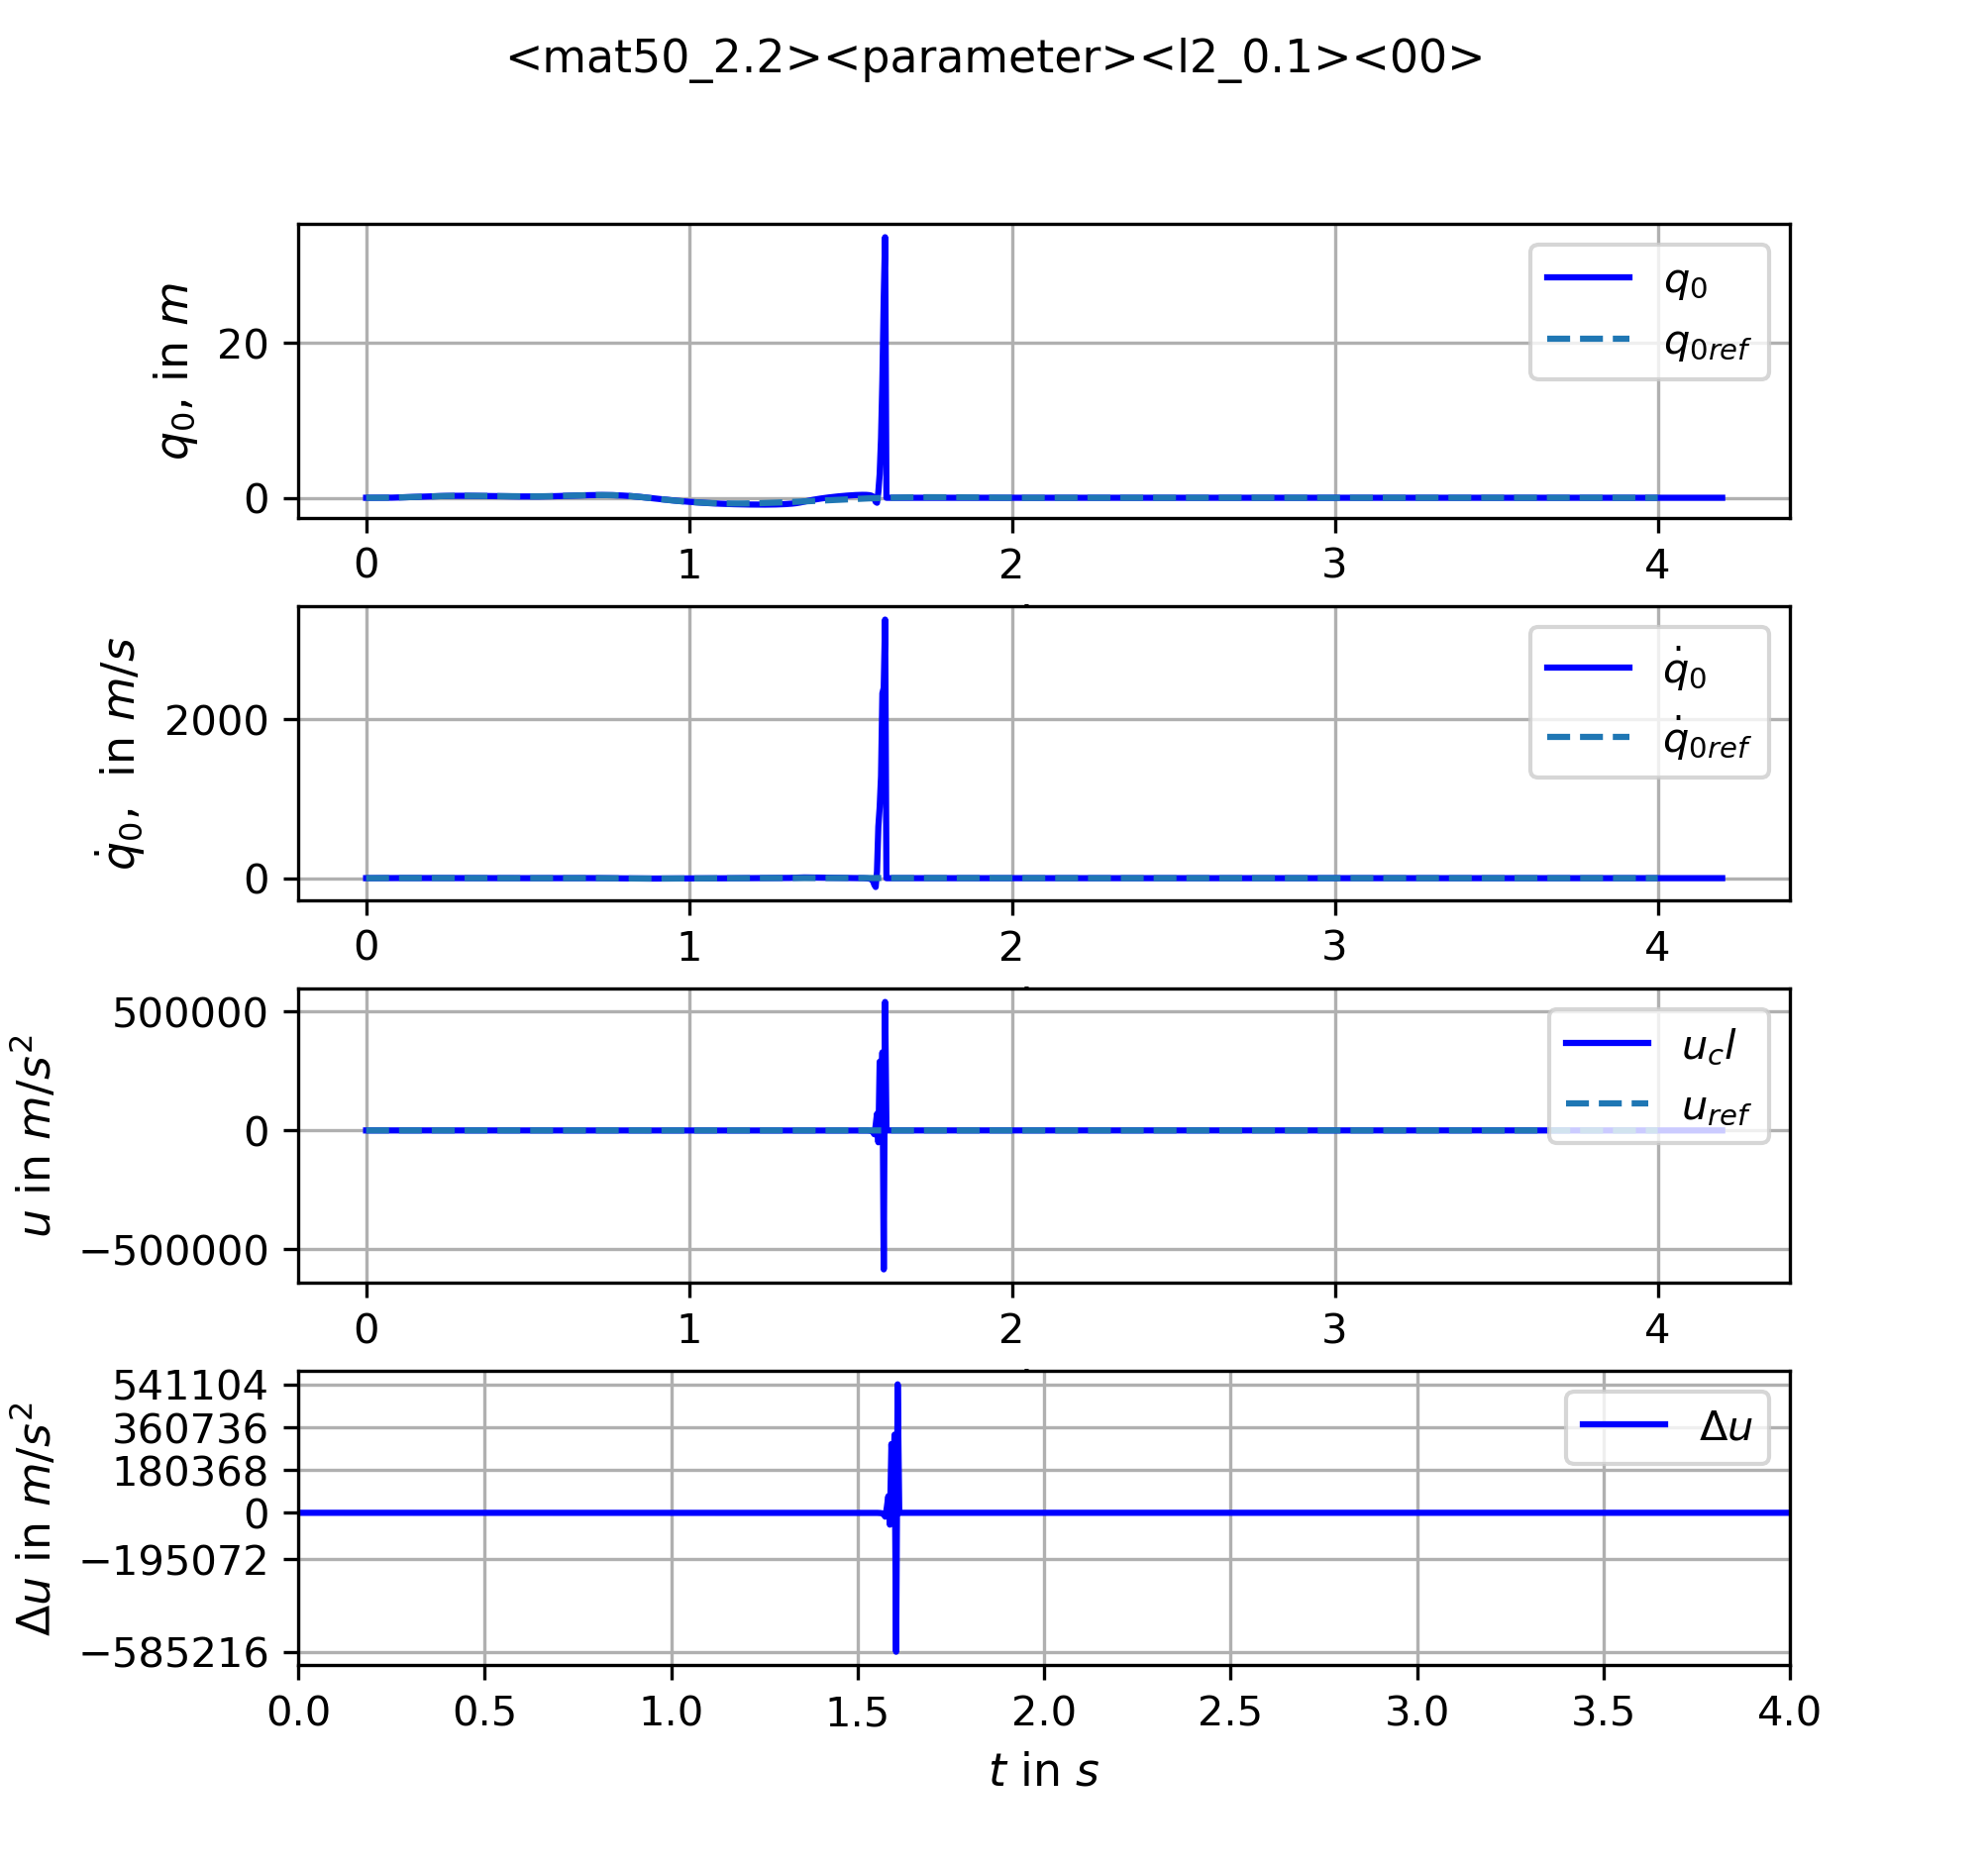 <mat50_2.2><parameter><l2_0.1><00>
q₀, in m
20
0
q₀
q₀ref
0 1 2 3 4
q̇₀, in m/s
2000
0
q̇₀
q̇₀ref
0 1 2 3 4
u in m/s²
500000
0
−500000
u_cl
u_ref
0 1 2 3 4
Δu in m/s²
541104
360736
180368
0
−195072
−585216
Δu
0.0 0.5 1.0 1.5 2.0 2.5 3.0 3.5 4.0
t in s